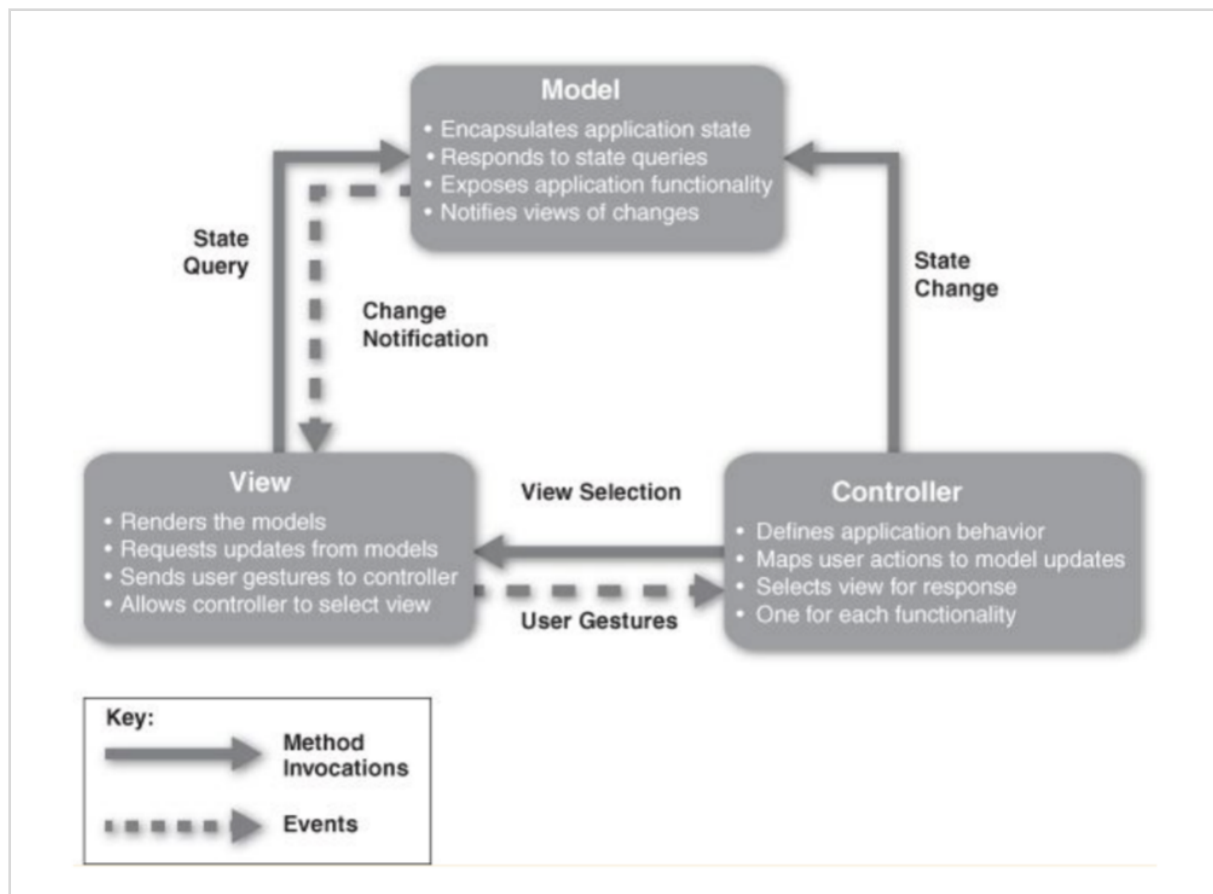 Model
• Encapsulates application state
• Responds to state queries
• Exposes application functionality
• Notifies views of changes
State
Query
Change
Notification
State
Change
View
• Renders the models
• Requests updates from models
• Sends user gestures to controller
• Allows controller to select view
View Selection
User Gestures
Controller
• Defines application behavior
• Maps user actions to model updates
• Selects view for response
• One for each functionality
Key:
Method
Invocations
Events